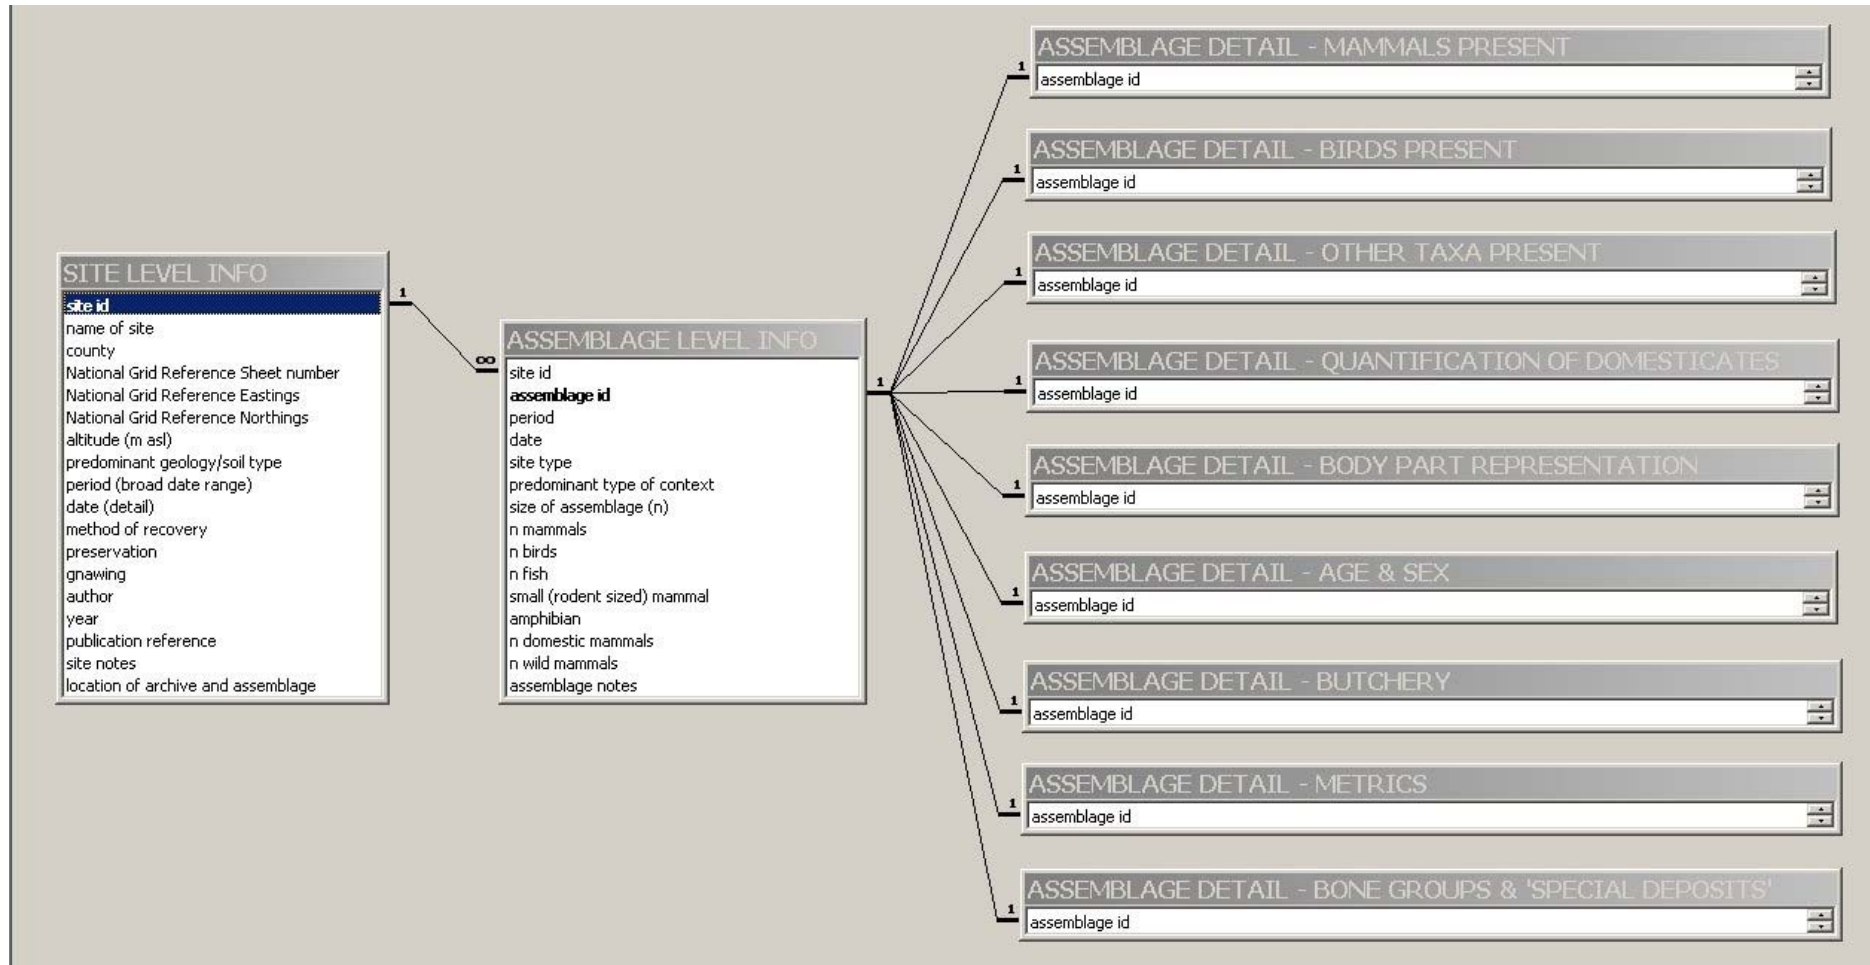 SITE LEVEL INFO
site id
name of site
county
National Grid Reference Sheet number
National Grid Reference Eastings
National Grid Reference Northings
altitude (m asl)
predominant geology/soil type
period (broad date range)
date (detail)
method of recovery
preservation
gnawing
author
year
publication reference
site notes
location of archive and assemblage
1
∞
ASSEMBLAGE LEVEL INFO
site id
assemblage id
period
date
site type
predominant type of context
size of assemblage (n)
n mammals
n birds
n fish
small (rodent sized) mammal
amphibian
n domestic mammals
n wild mammals
assemblage notes
1
ASSEMBLAGE DETAIL - MAMMALS PRESENT
1
assemblage id
ASSEMBLAGE DETAIL - BIRDS PRESENT
1
assemblage id
ASSEMBLAGE DETAIL - OTHER TAXA PRESENT
1
assemblage id
ASSEMBLAGE DETAIL - QUANTIFICATION OF DOMESTICATES
1
assemblage id
ASSEMBLAGE DETAIL - BODY PART REPRESENTATION
1
assemblage id
ASSEMBLAGE DETAIL - AGE & SEX
1
assemblage id
ASSEMBLAGE DETAIL - BUTCHERY
1
assemblage id
ASSEMBLAGE DETAIL - METRICS
1
assemblage id
ASSEMBLAGE DETAIL - BONE GROUPS & 'SPECIAL DEPOSITS'
1
assemblage id